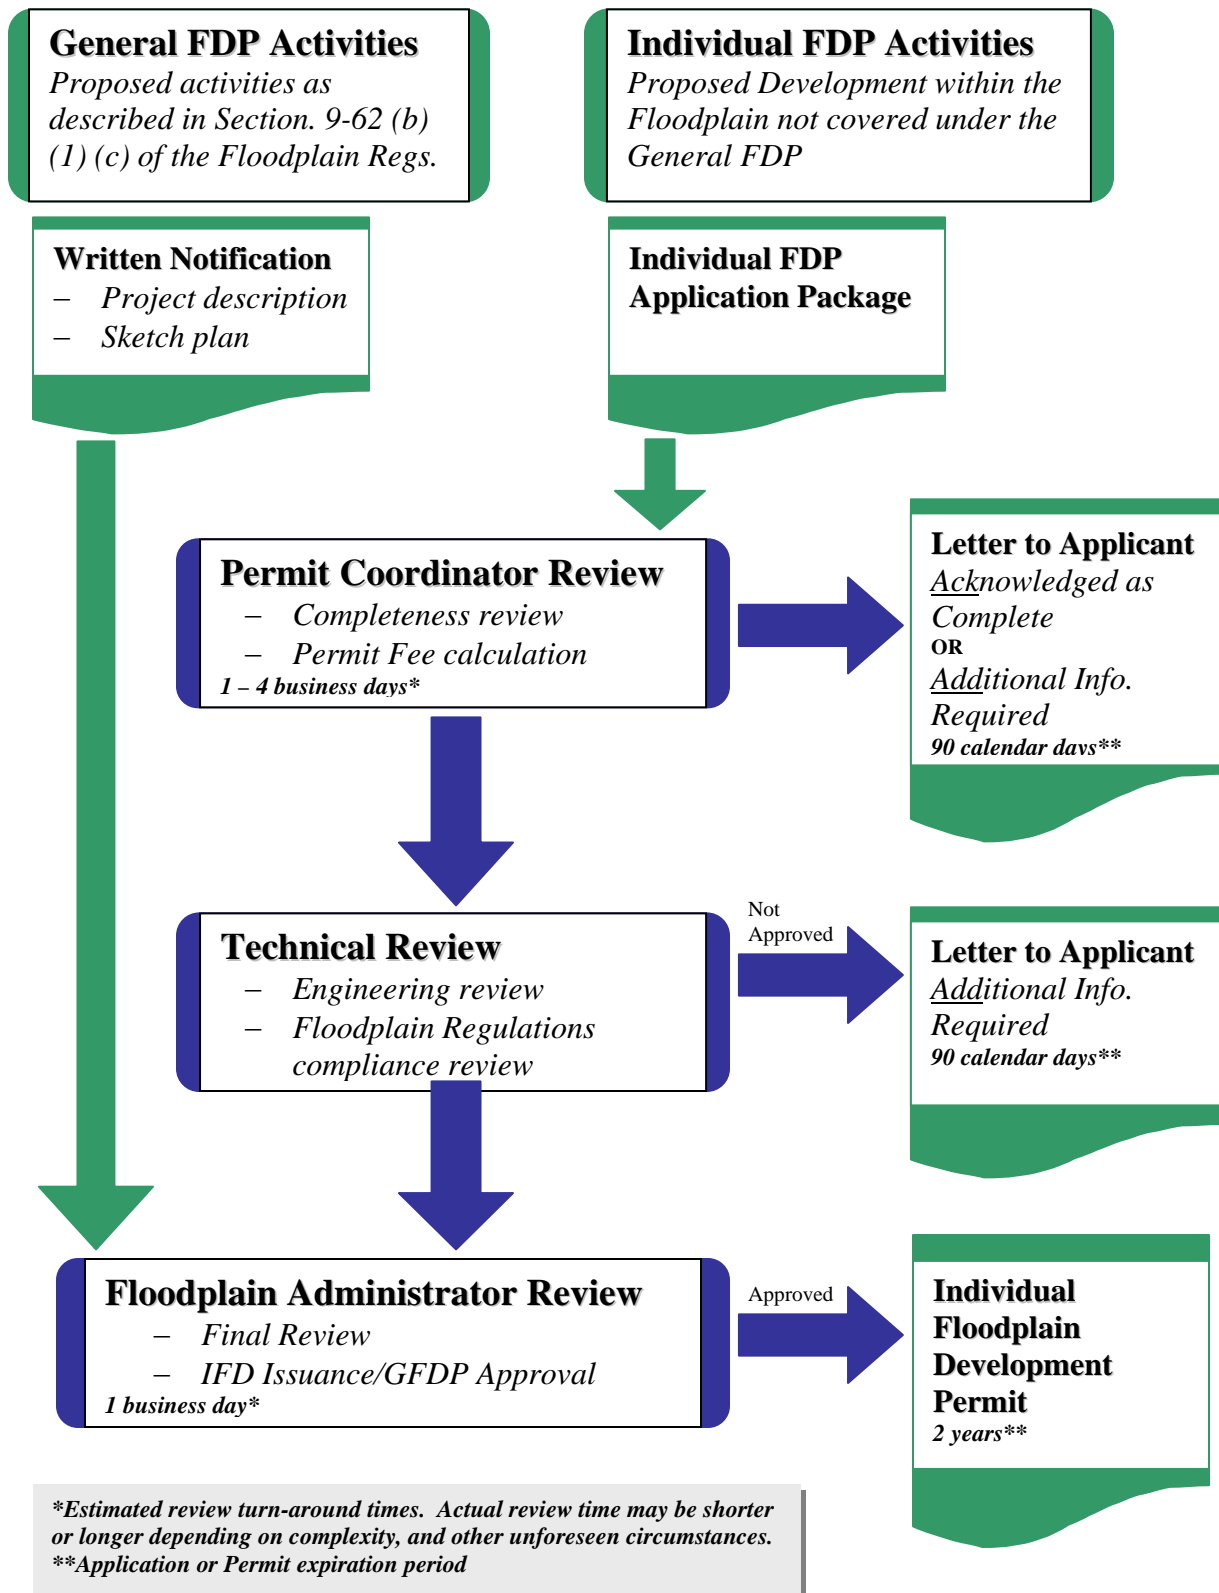 General FDP Activities
Proposed activities as
described in Section. 9-62 (b)
(1) (c) of the Floodplain Regs.
Individual FDP Activities
Proposed Development within the
Floodplain not covered under the
General FDP
Written Notification
– Project description
– Sketch plan
Individual FDP
Application Package
Permit Coordinator Review
– Completeness review
– Permit Fee calculation
1 – 4 business days*
Letter to Applicant
Acknowledged as
Complete
OR
Additional Info.
Required
90 calendar days**
Technical Review
– Engineering review
– Floodplain Regulations
compliance review
Not
Approved
Letter to Applicant
Additional Info.
Required
90 calendar days**
Floodplain Administrator Review
– Final Review
– IFD Issuance/GFDP Approval
1 business day*
Approved
Individual
Floodplain
Development
Permit
2 years**
*Estimated review turn-around times.  Actual review time may be shorter
or longer depending on complexity, and other unforeseen circumstances.
**Application or Permit expiration period